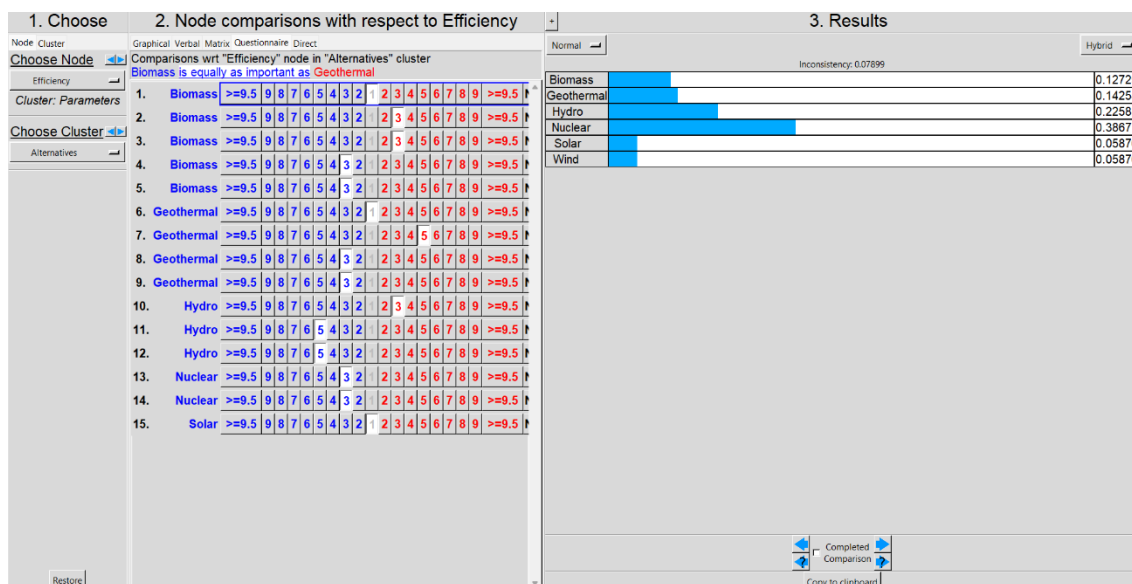 1. Choose
2. Node comparisons with respect to Efficiency
+
3. Results
Node Cluster
Graphical Verbal Matrix Questionnaire Direct
Normal
Hybrid
Choose Node
Comparisons wrt "Efficiency" node in "Alternatives" cluster
Biomass is equally as important as Geothermal
Inconsistency: 0.07899
Efficiency
Cluster: Parameters
Choose Cluster
Alternatives
1. Biomass >=9.5 9 8 7 6 5 4 3 2 1 2 3 4 5 6 7 8 9 >=9.5
2. Biomass >=9.5 9 8 7 6 5 4 3 2 1 2 3 4 5 6 7 8 9 >=9.5
3. Biomass >=9.5 9 8 7 6 5 4 3 2 1 2 3 4 5 6 7 8 9 >=9.5
4. Biomass >=9.5 9 8 7 6 5 4 3 2 1 2 3 4 5 6 7 8 9 >=9.5
5. Biomass >=9.5 9 8 7 6 5 4 3 2 1 2 3 4 5 6 7 8 9 >=9.5
6. Geothermal >=9.5 9 8 7 6 5 4 3 2 1 2 3 4 5 6 7 8 9 >=9.5
7. Geothermal >=9.5 9 8 7 6 5 4 3 2 1 2 3 4 5 6 7 8 9 >=9.5
8. Geothermal >=9.5 9 8 7 6 5 4 3 2 1 2 3 4 5 6 7 8 9 >=9.5
9. Geothermal >=9.5 9 8 7 6 5 4 3 2 1 2 3 4 5 6 7 8 9 >=9.5
10. Hydro >=9.5 9 8 7 6 5 4 3 2 1 2 3 4 5 6 7 8 9 >=9.5
11. Hydro >=9.5 9 8 7 6 5 4 3 2 1 2 3 4 5 6 7 8 9 >=9.5
12. Hydro >=9.5 9 8 7 6 5 4 3 2 1 2 3 4 5 6 7 8 9 >=9.5
13. Nuclear >=9.5 9 8 7 6 5 4 3 2 1 2 3 4 5 6 7 8 9 >=9.5
14. Nuclear >=9.5 9 8 7 6 5 4 3 2 1 2 3 4 5 6 7 8 9 >=9.5
15. Solar >=9.5 9 8 7 6 5 4 3 2 1 2 3 4 5 6 7 8 9 >=9.5
Biomass 0.1272
Geothermal 0.1425
Hydro 0.2258
Nuclear 0.3867
Solar 0.0587
Wind 0.0587
Completed
Comparison
Restore
Copy to clipboard